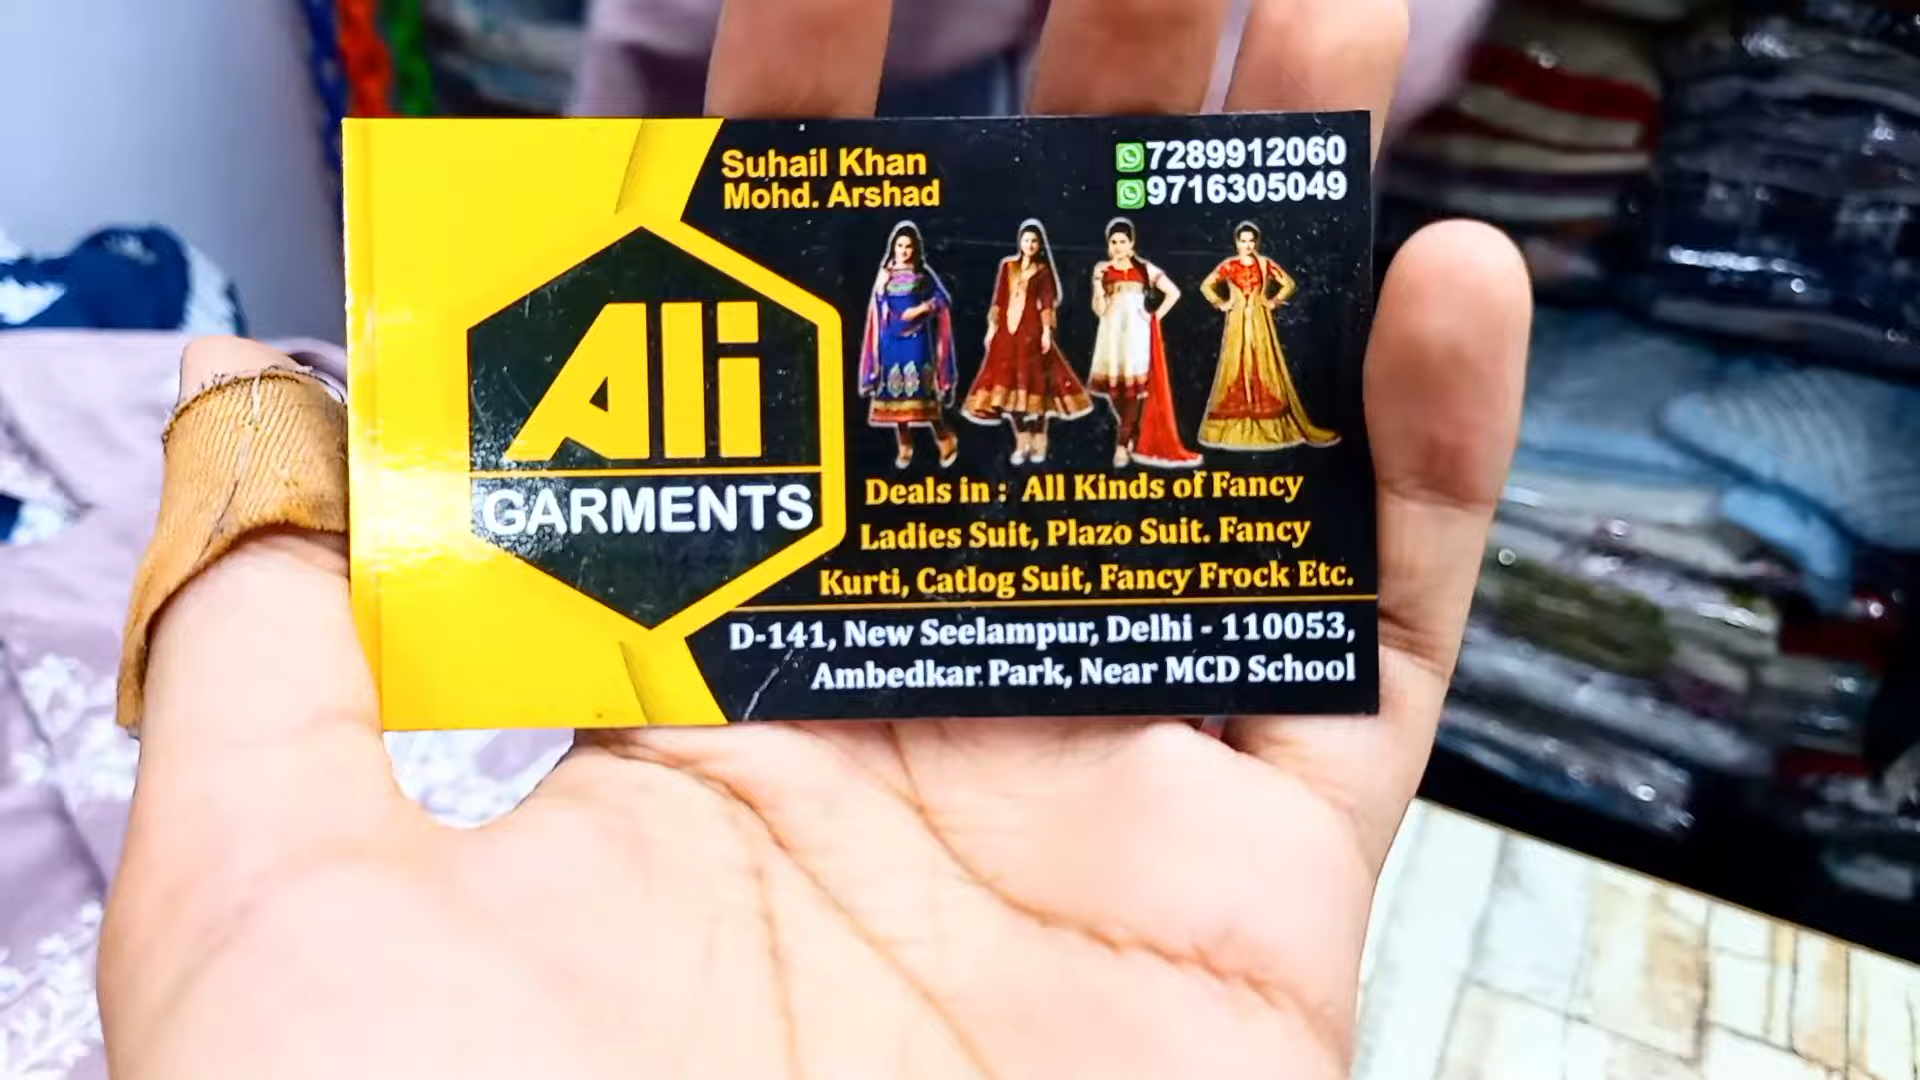 Suhail Khan
Mohd. Arshad
7289912060
9716305049
Ali
GARMENTS
Deals in : All Kinds of Fancy
Ladies Suit, Plazo Suit. Fancy
Kurti, Catlog Suit, Fancy Frock Etc.
D-141, New Seelampur, Delhi - 110053,
Ambedkar Park, Near MCD School